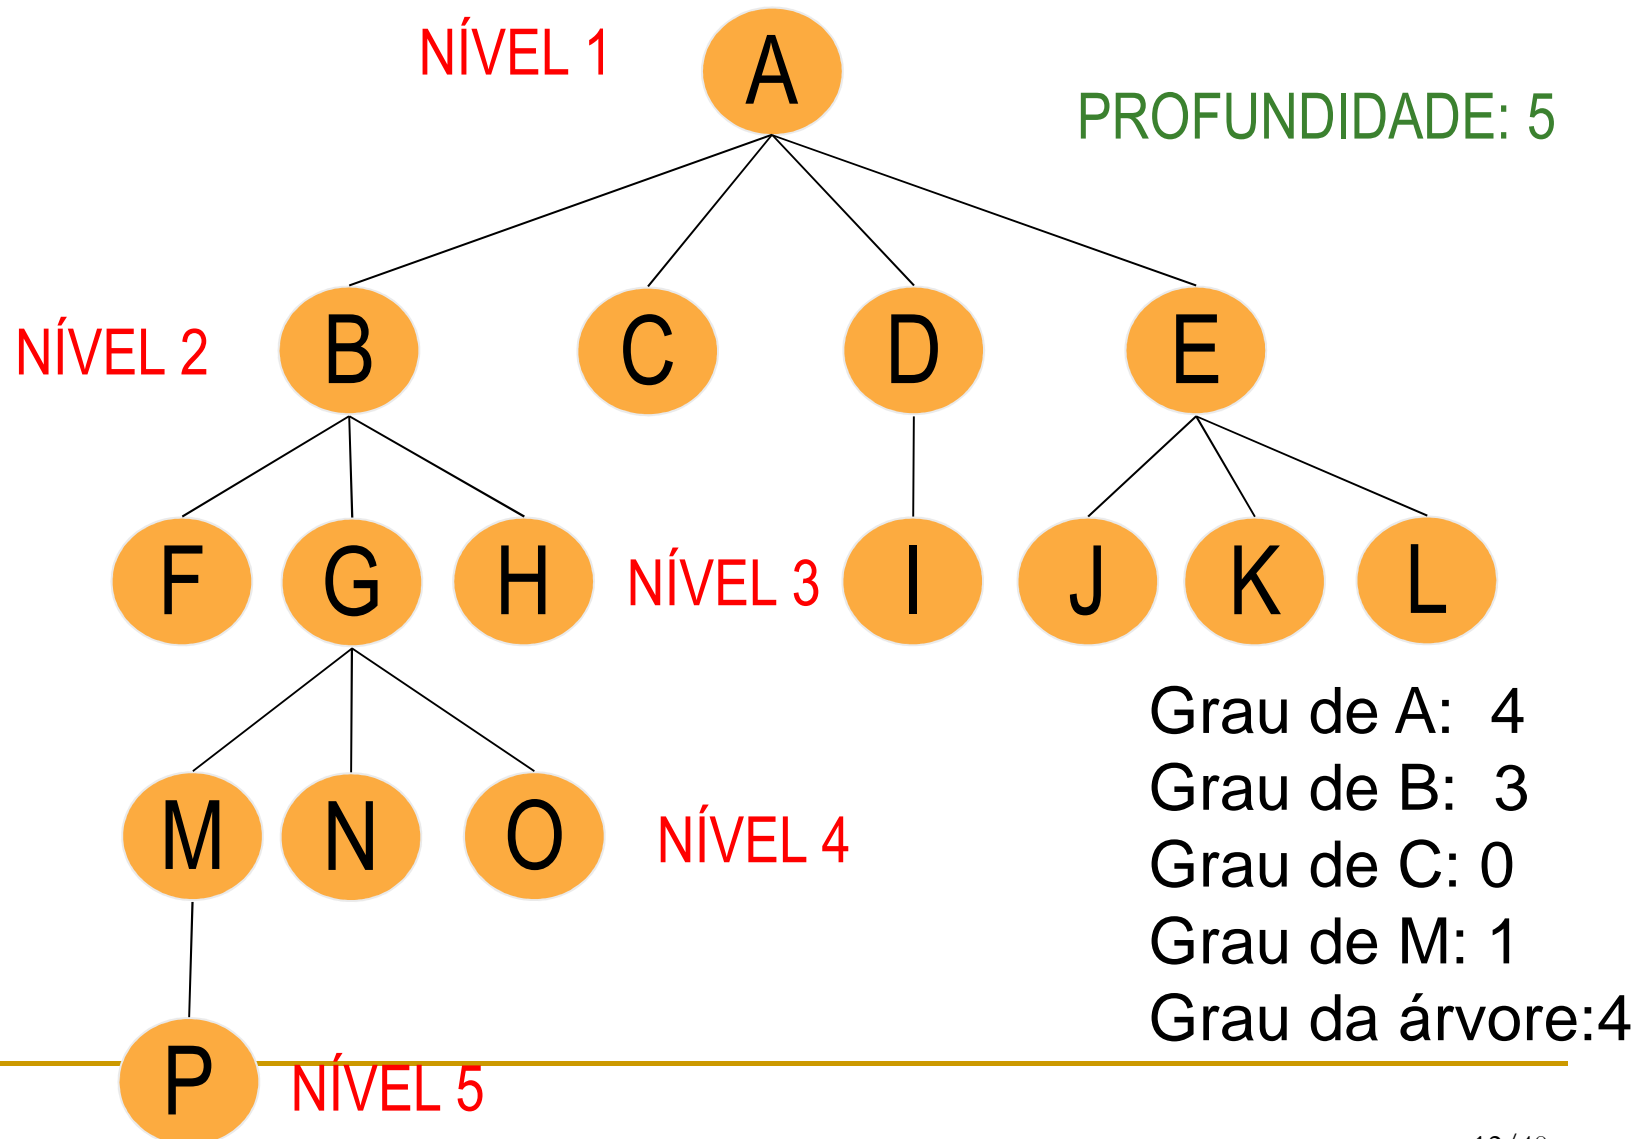 NÍVEL 1
A
PROFUNDIDADE: 5
NÍVEL 2
B
C
D
E
F
G
H
NÍVEL 3
I
J
K
L
Grau de A: 4
Grau de B: 3
Grau de C: 0
Grau de M: 1
Grau da árvore:4
M
N
O
NÍVEL 4
P
NÍVEL 5